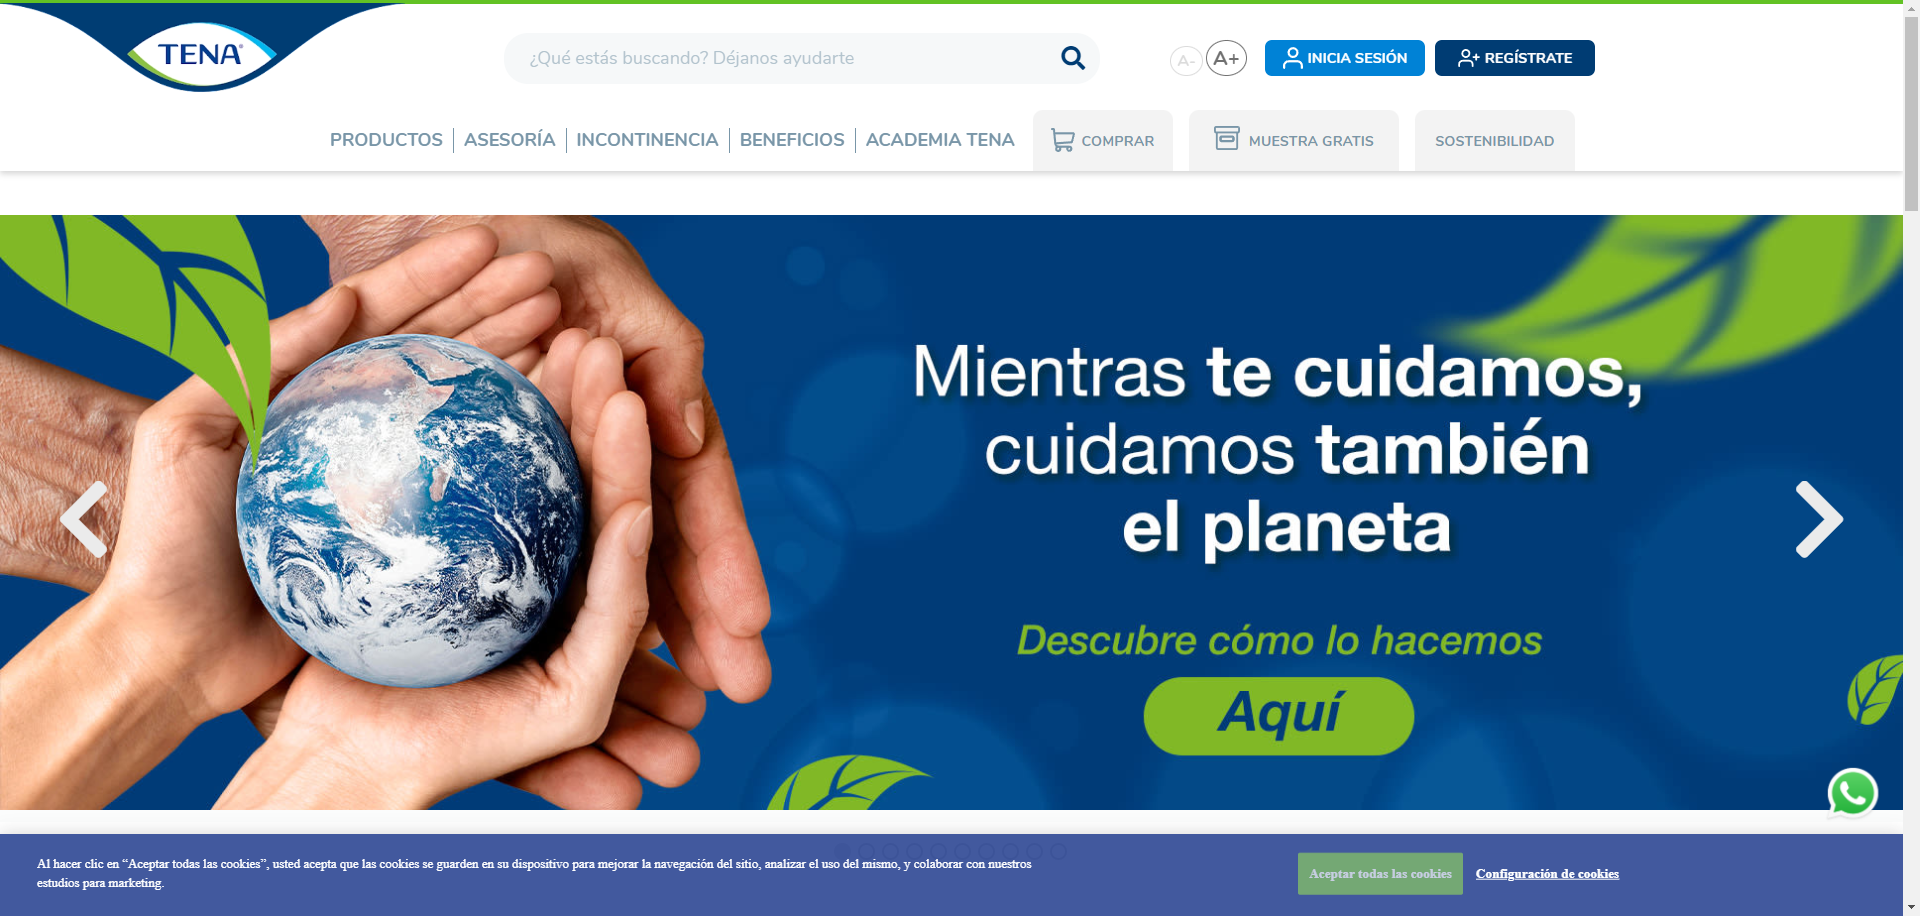 TENA
¿Qué estás buscando? Déjanos ayudarte
A-
A+
INICIA SESIÓN
REGÍSTRATE
PRODUCTOS
ASESORÍA
INCONTINENCIA
BENEFICIOS
ACADEMIA TENA
COMPRAR
MUESTRA GRATIS
SOSTENIBILIDAD
Mientras te cuidamos,
cuidamos también
el planeta
Descubre cómo lo hacemos
Aquí
Al hacer clic en “Aceptar todas las cookies”, usted acepta que las cookies se guarden en su dispositivo para mejorar la navegación del sitio, analizar el uso del mismo, y colaborar con nuestros
estudios para marketing.
Aceptar todas las cookies
Configuración de cookies